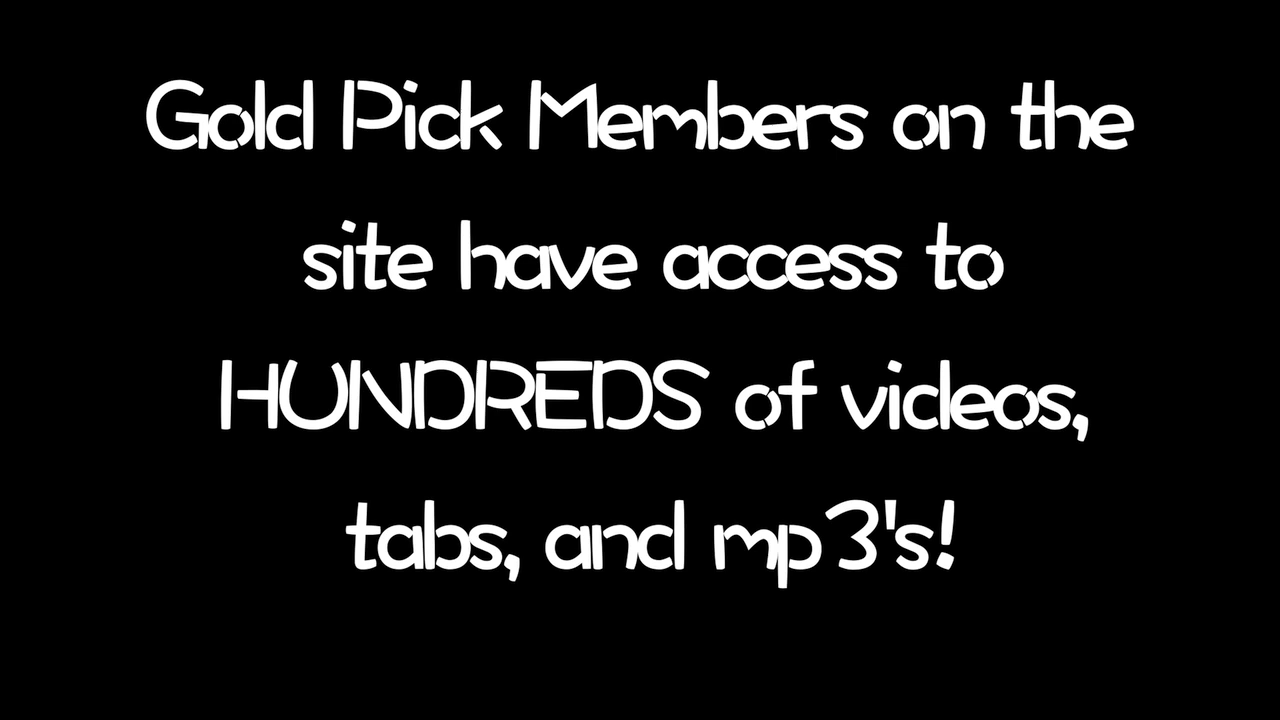 Gold Pick Members on the
site have access to
HUNDREDS of videos,
tabs, and mp3's!